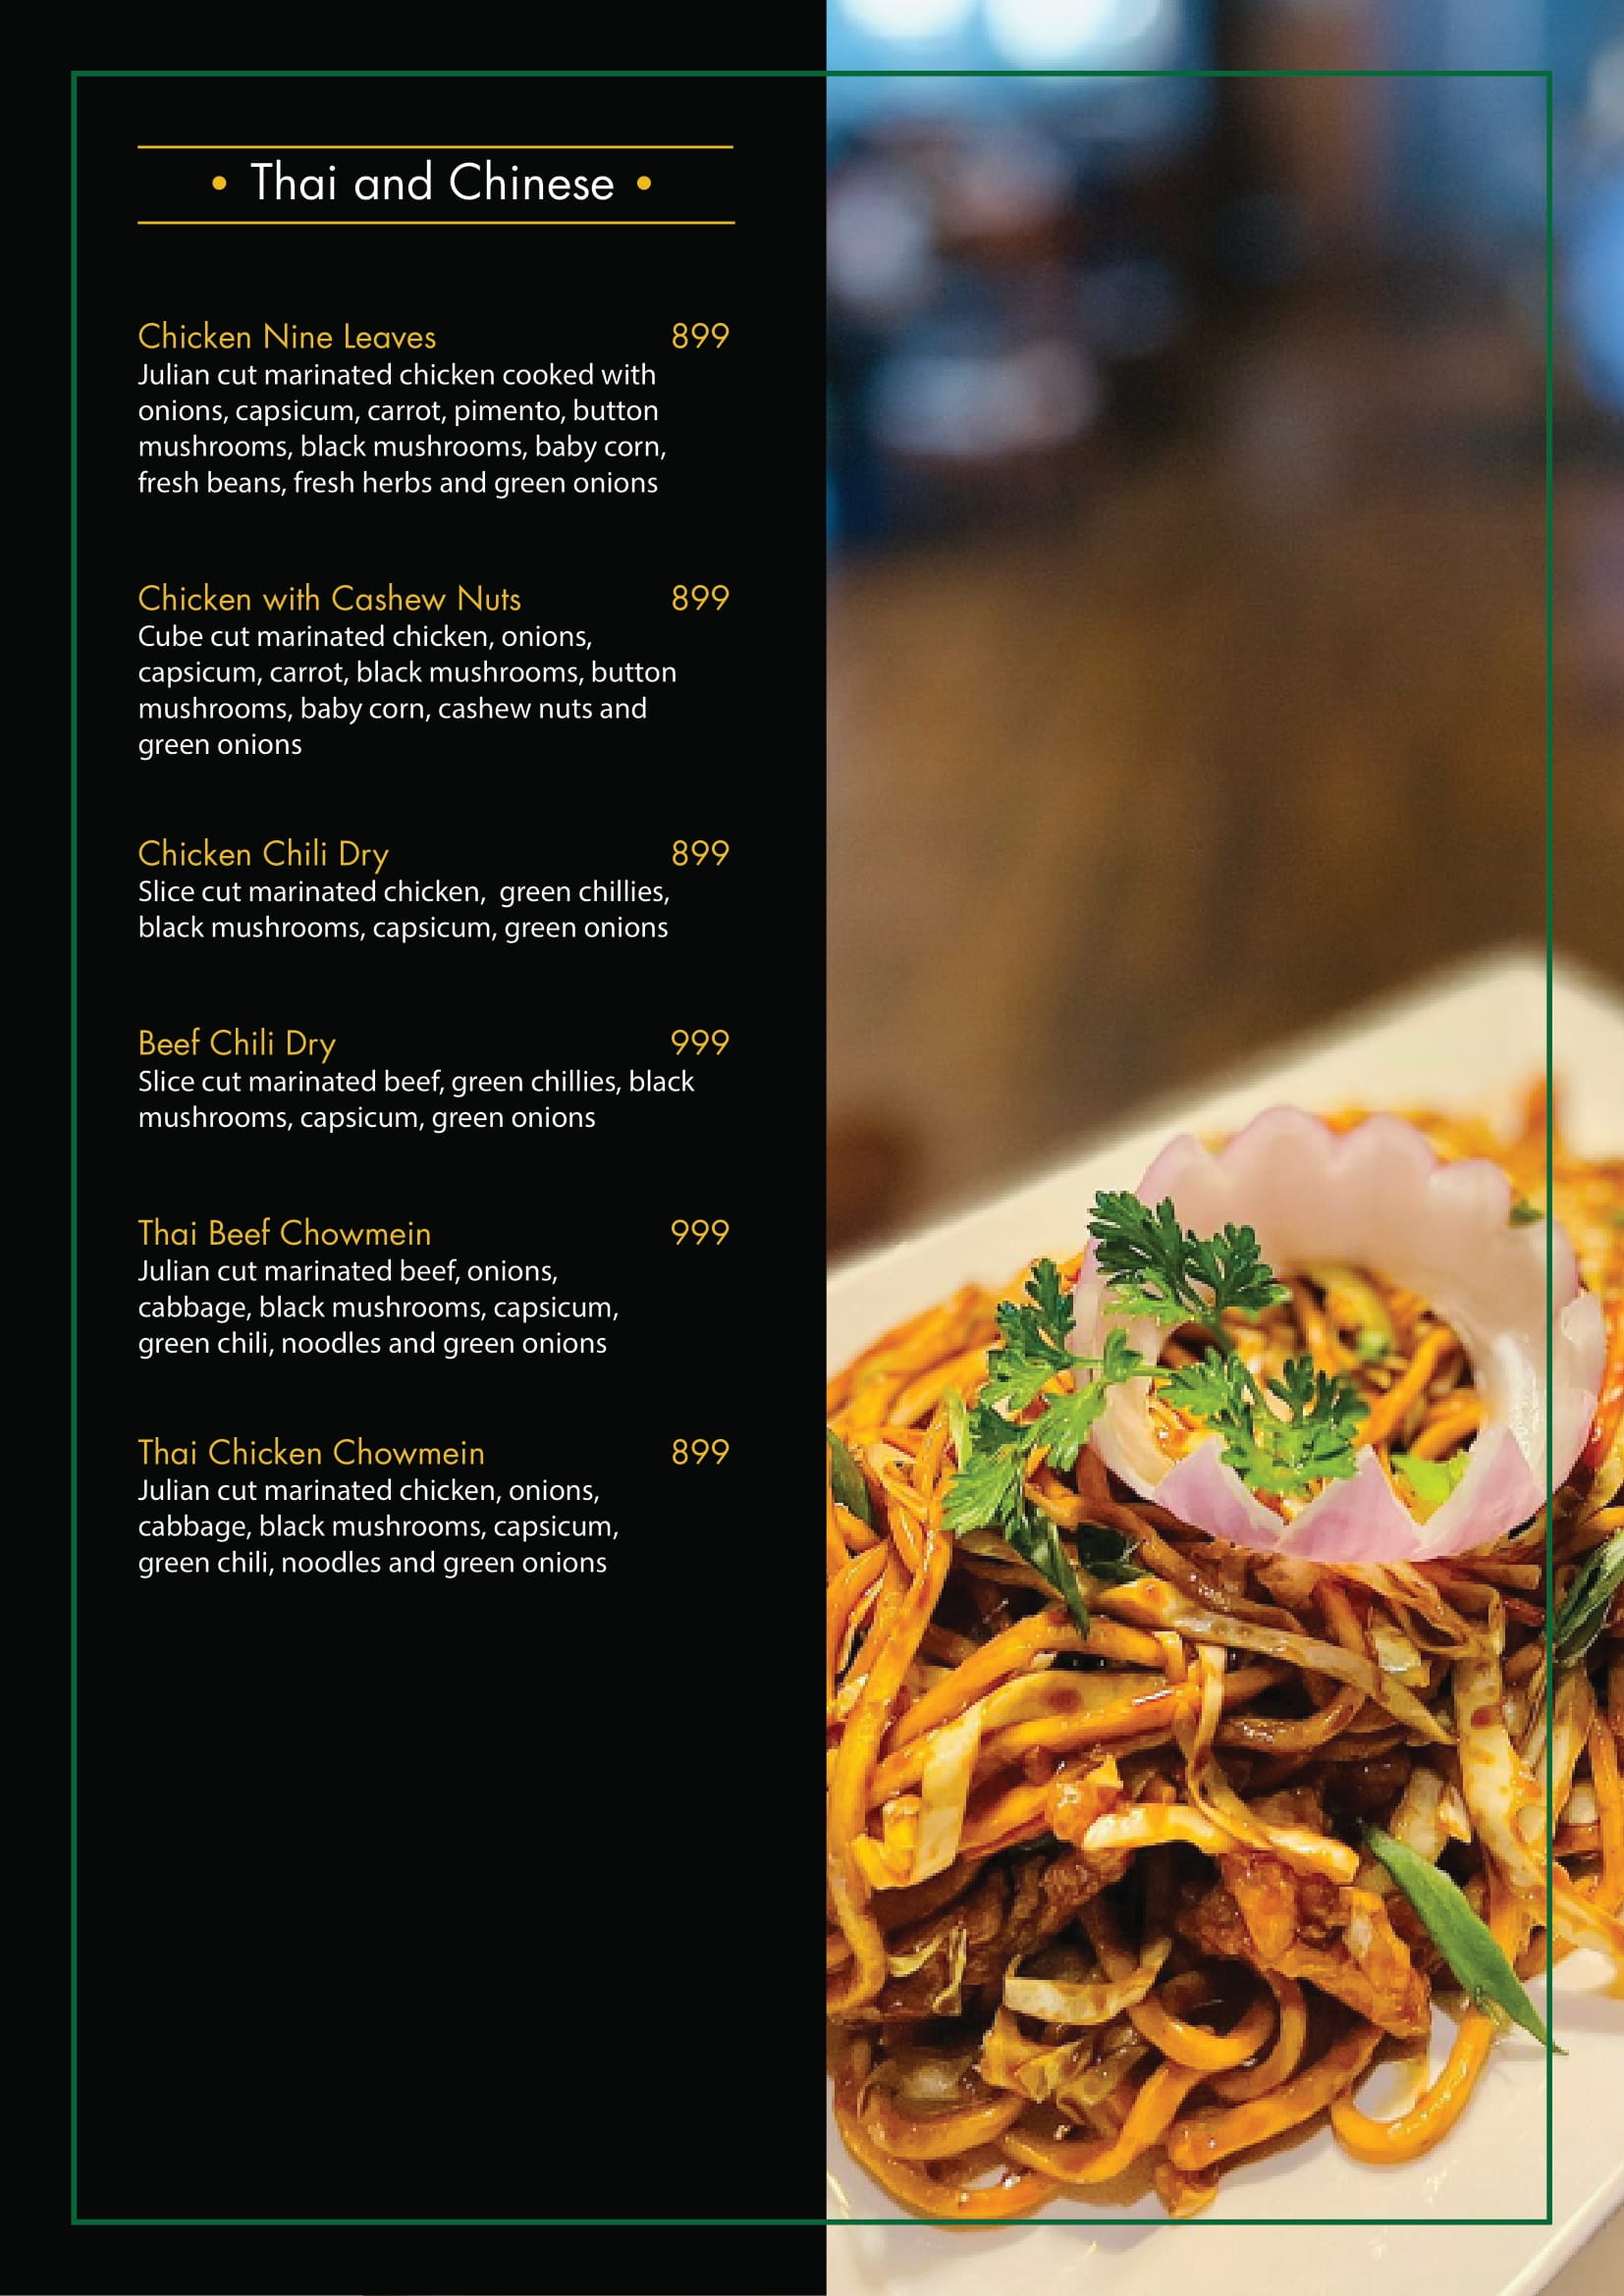 • Thai and Chinese •
Chicken Nine Leaves 899
Julian cut marinated chicken cooked with
onions, capsicum, carrot, pimento, button
mushrooms, black mushrooms, baby corn,
fresh beans, fresh herbs and green onions
Chicken with Cashew Nuts 899
Cube cut marinated chicken, onions,
capsicum, carrot, black mushrooms, button
mushrooms, baby corn, cashew nuts and
green onions
Chicken Chili Dry 899
Slice cut marinated chicken,  green chillies,
black mushrooms, capsicum, green onions
Beef Chili Dry 999
Slice cut marinated beef, green chillies, black
mushrooms, capsicum, green onions
Thai Beef Chowmein 999
Julian cut marinated beef, onions,
cabbage, black mushrooms, capsicum,
green chili, noodles and green onions
Thai Chicken Chowmein 899
Julian cut marinated chicken, onions,
cabbage, black mushrooms, capsicum,
green chili, noodles and green onions